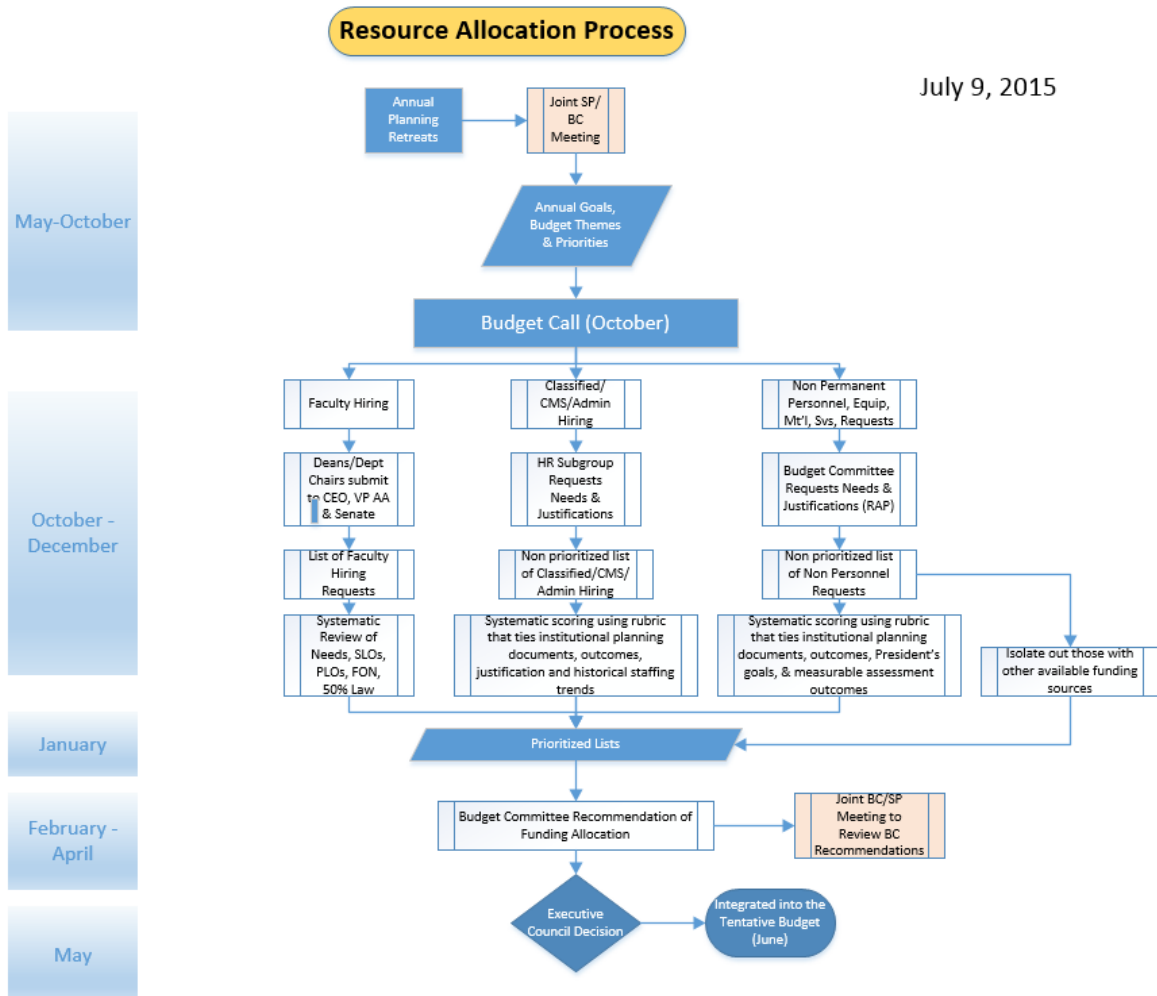 Resource Allocation Process
July 9, 2015
Annual
Planning
Retreats
Joint SP/
BC
Meeting
May-October
Annual Goals,
Budget Themes
& Priorities
Budget Call (October)
October -
December
Faculty Hiring
Classified/
CMS/Admin
Hiring
Non Permanent
Personnel, Equip,
Mt'l, Svs, Requests
Deans/Dept
Chairs submit
to CEO, VP AA
& Senate
HR Subgroup
Requests
Needs &
Justifications
Budget Committee
Requests Needs &
Justifications (RAP)
List of Faculty
Hiring
Requests
Non prioritized list
of Classified/CMS/
Admin Hiring
Non prioritized list
of Non Personnel
Requests
Systematic
Review of
Needs, SLOs,
PLOs, FON,
50% Law
Systematic scoring using rubric
that ties institutional planning
documents, outcomes,
justification and historical staffing
trends
Systematic scoring using rubric
that ties institutional planning
documents, outcomes, President's
goals, & measurable assessment
outcomes
Isolate out those with
other available funding
sources
January
Prioritized Lists
February -
April
Budget Committee Recommendation of
Funding Allocation
Joint BC/SP
Meeting to
Review BC
Recommendations
May
Executive
Council Decision
Integrated into the
Tentative Budget
(June)